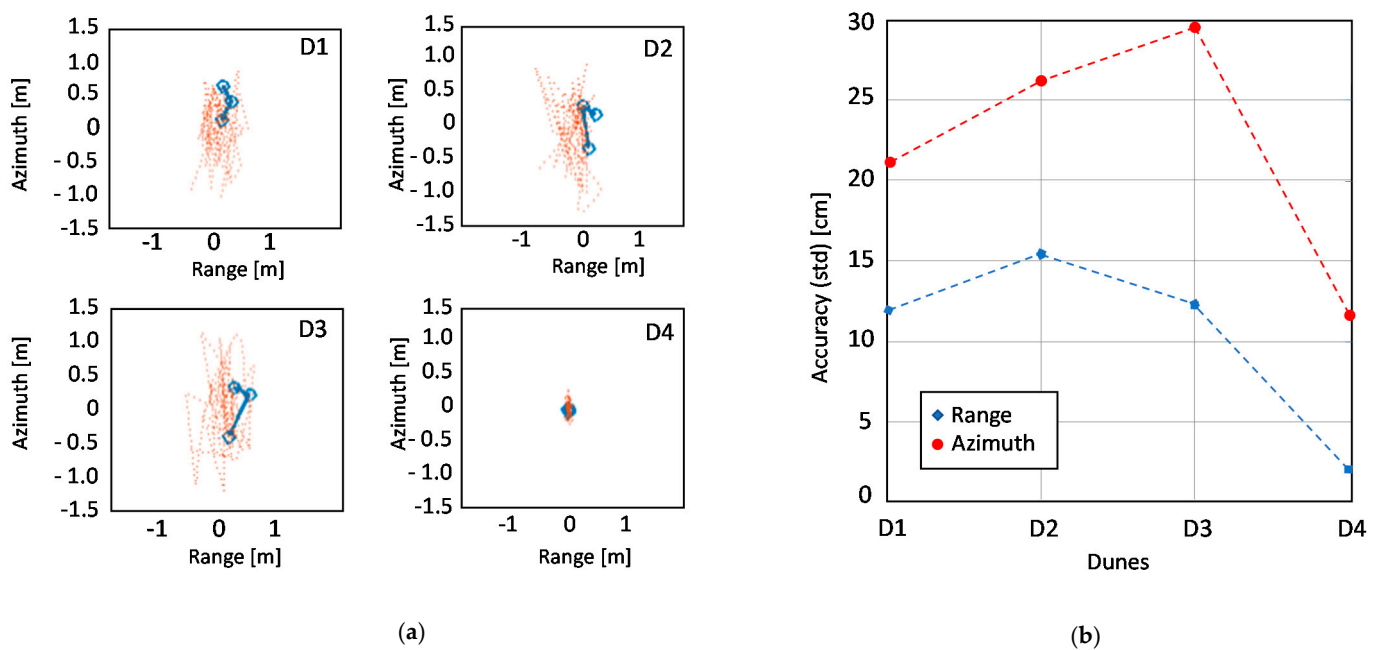 1.5
1.0
0.5
0
- 0.5
- 1.0
-1.5
Azimuth [m]
D1
-1 0 1
Range [m]
1.5
1.0
0.5
0
-0.5
-1.0
-1.5
Azimuth [m]
D2
-1 0 1
Range [m]
1.5
1.0
0.5
0
- 0.5
- 1.0
-1.5
Azimuth [m]
D3
-1 0 1
Range [m]
1.5
1.0
0.5
0
- 0.5
- 1.0
-1.5
Azimuth [m]
D4
-1 0 1
Range [m]
(a)
30
25
20
15
10
5
0
Accuracy (std) [cm]
Range
Azimuth
D1 D2 D3 D4
Dunes
(b)